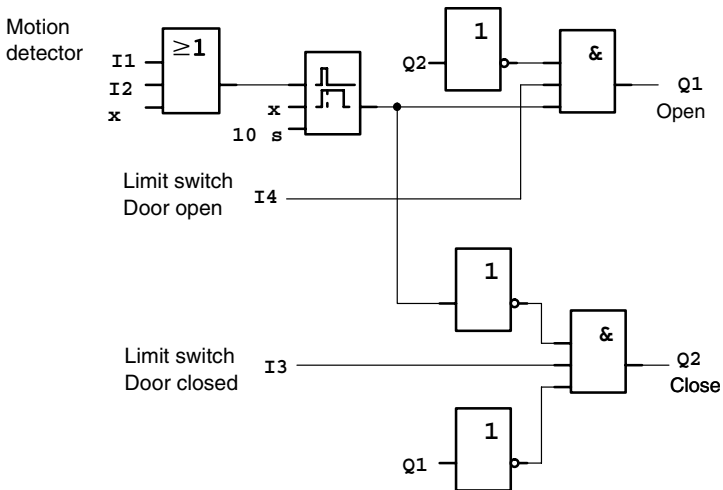 Motion
detector
I1
I2
x
≥1
x
10 s
Q2
1
&
Q1
Open
Limit switch
Door open
I4
1
Limit switch
Door closed
I3
&
Q2
Close
1
Q1